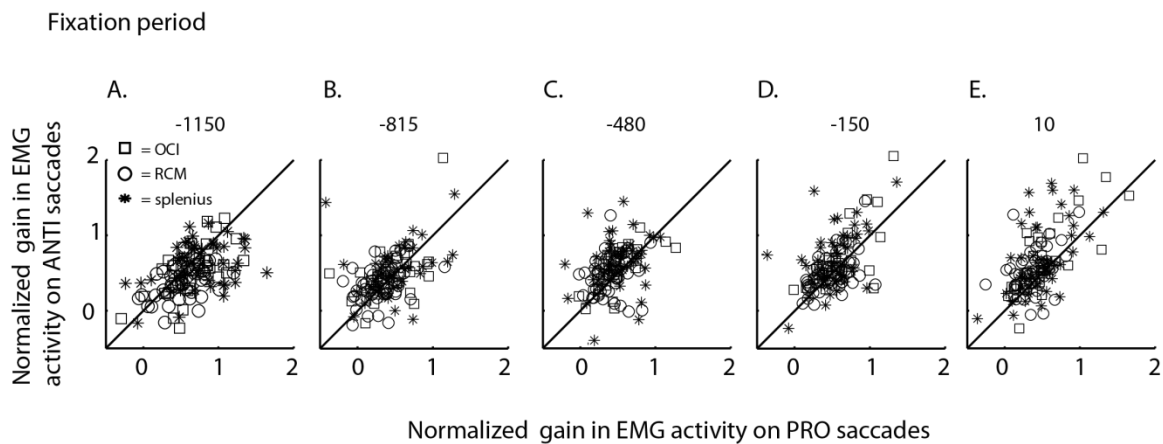 Fixation period
A.
B.
C.
D.
E.
-1150
-815
-480
-150
10
Normalized gain in EMG
activity on ANTI saccades
2
1
0
□ = OCI
○ = RCM
* = splenius
0 1 2
0 1 2
0 1 2
0 1 2
0 1 2
Normalized gain in EMG activity on PRO saccades